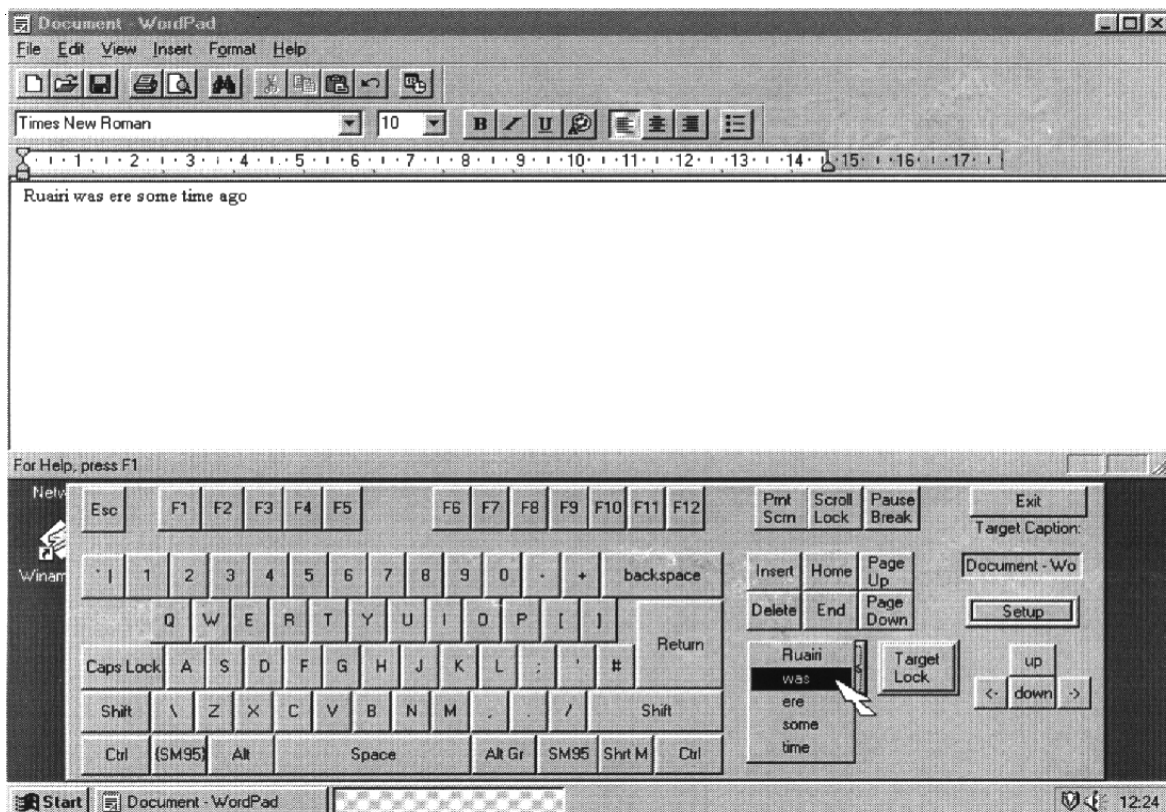 Document - WordPad
File Edit View Insert Format Help
Times New Roman 10 B I U
1 2 3 4 5 6 7 8 9 10 11 12 13 14 15 16 17
Ruairi was ere some time ago
For Help, press F1
Netw
Winam
Esc F1 F2 F3 F4 F5 F6 F7 F8 F9 F10 F11 F12 Prnt Scrn Scroll Lock Pause Break Exit
Target Caption:
` | 1 2 3 4 5 6 7 8 9 0 - + backspace Insert Home Page Up Document - Wo
Q W E R T Y U I O P [ ] Return Delete End Page Down Setup
Caps Lock A S D F G H J K L ; ' # Ruairi Target Lock up
was
Shift \ Z X C V B N M , . / Shift ere <- down ->
some
Ctrl (SM95) Alt Space Alt Gr SM95 Shrt M Ctrl time
Start Document - WordPad 12:24